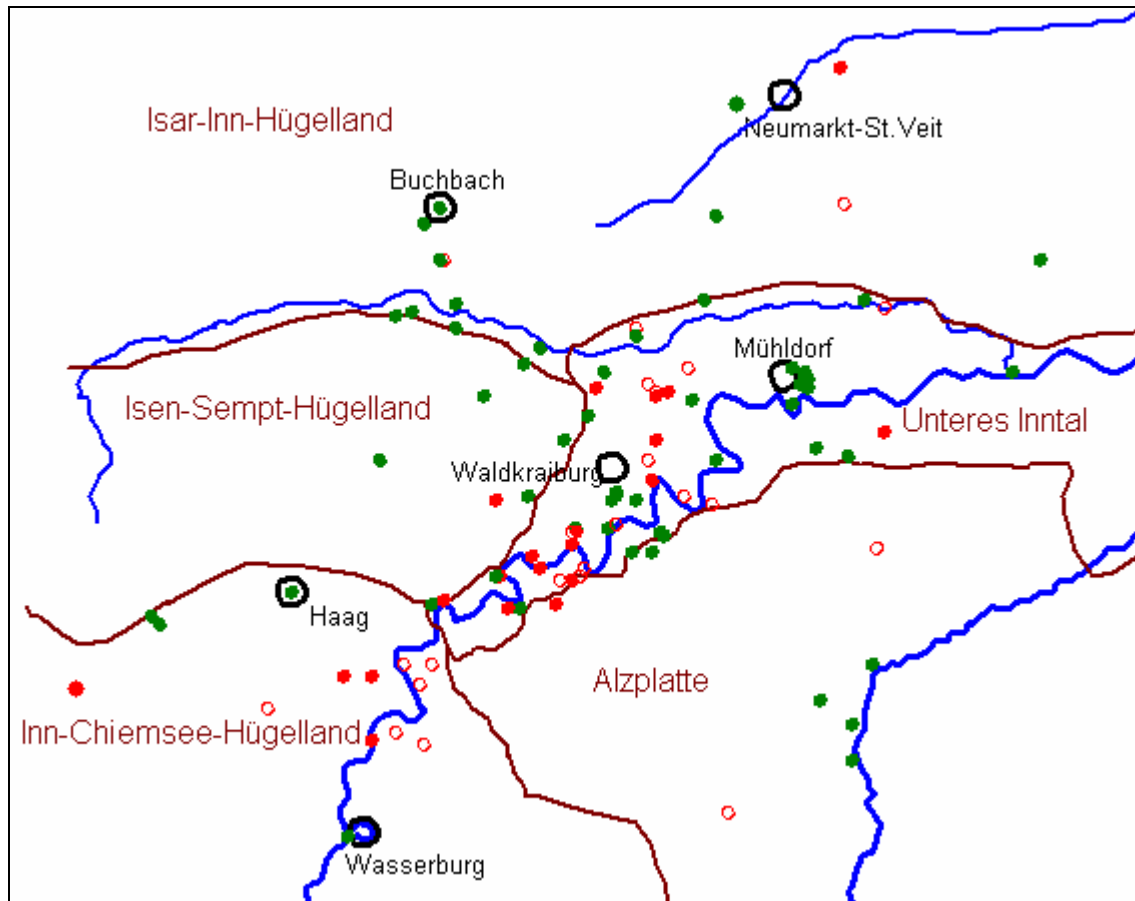 Isar-Inn-Hügelland
Neumarkt-St.Veit
Buchbach
Mühldorf
Isen-Sempt-Hügelland
Unteres Inntal
Waldkraiburg
Haag
Alzplatte
Inn-Chiemsee-Hügelland
Wasserburg